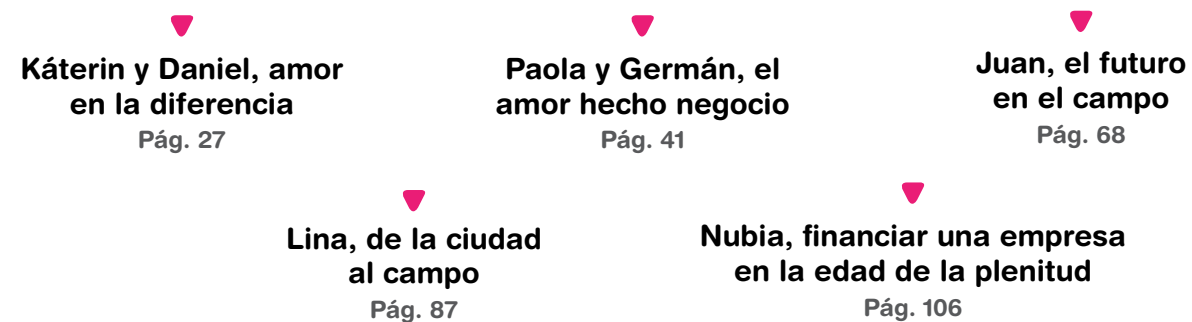 Káterin y Daniel, amor
en la diferencia
Pág. 27
Paola y Germán, el
amor hecho negocio
Pág. 41
Juan, el futuro
en el campo
Pág. 68
Lina, de la ciudad
al campo
Pág. 87
Nubia, financiar una empresa
en la edad de la plenitud
Pág. 106